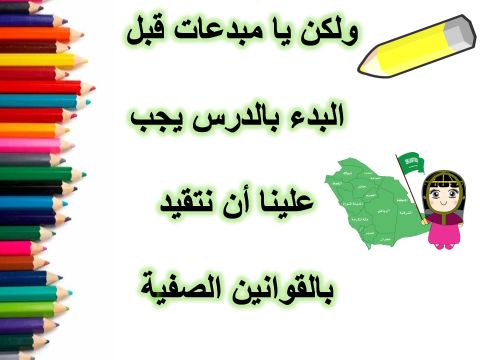 ولكن يا مبدعات قبل
البدء بالدرس يجب
علينا أن نتقيد
بالقوانين الصفية